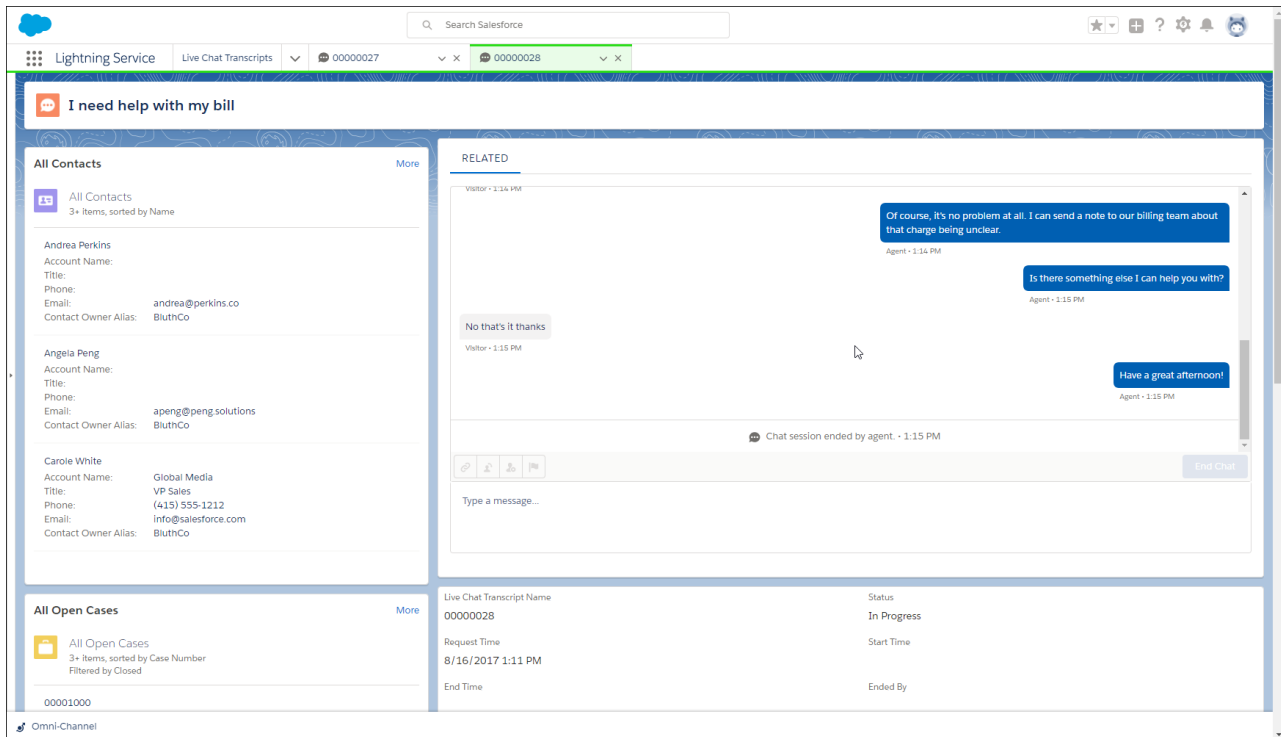 Search Salesforce
Lightning Service
Live Chat Transcripts
00000027
00000028
I need help with my bill
All Contacts
More
All Contacts
3+ items, sorted by Name
Andrea Perkins
Account Name:
Title:
Phone:
Email: andrea@perkins.co
Contact Owner Alias: BluthCo
Angela Peng
Account Name:
Title:
Phone:
Email: apeng@peng.solutions
Contact Owner Alias: BluthCo
Carole White
Account Name: Global Media
Title: VP Sales
Phone: (415) 555-1212
Email: info@salesforce.com
Contact Owner Alias: BluthCo
All Open Cases
More
All Open Cases
3+ items, sorted by Case Number
Filtered by Closed
00001000
RELATED
Visitor • 1:14 PM
Of course, it's no problem at all. I can send a note to our billing team about
that charge being unclear.
Agent • 1:14 PM
Is there something else I can help you with?
Agent • 1:15 PM
No that's it thanks
Visitor • 1:15 PM
Have a great afternoon!
Agent • 1:15 PM
Chat session ended by agent. • 1:15 PM
End Chat
Type a message...
Live Chat Transcript Name
00000028
Status
In Progress
Request Time
8/16/2017 1:11 PM
Start Time
End Time
Ended By
Omni-Channel